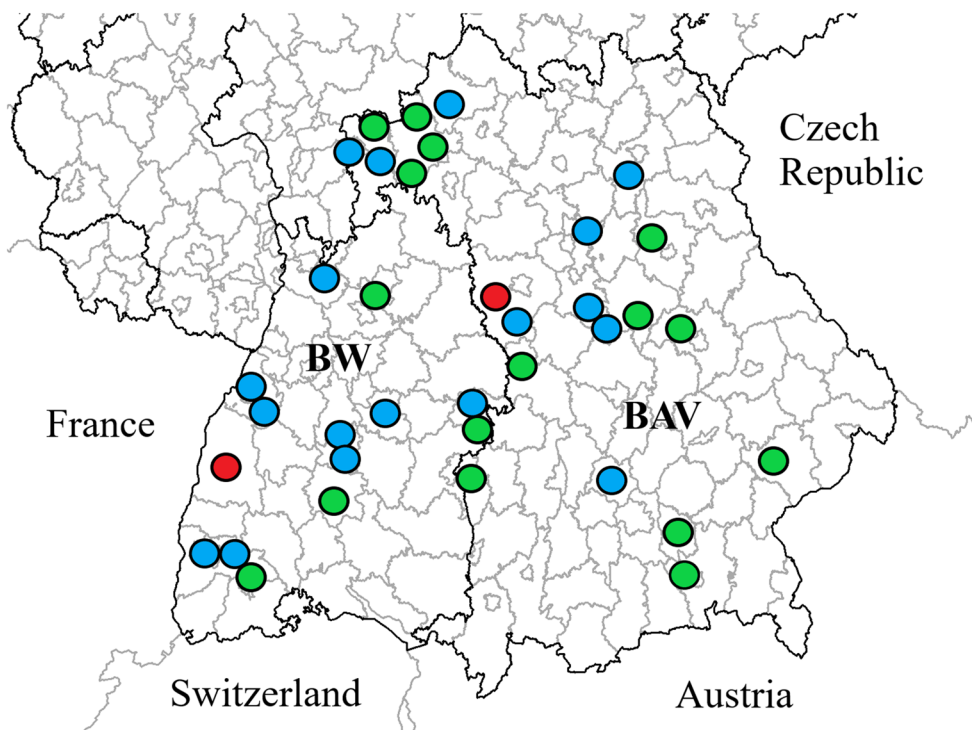 Czech
Republic
BW
France
BAV
Switzerland
Austria